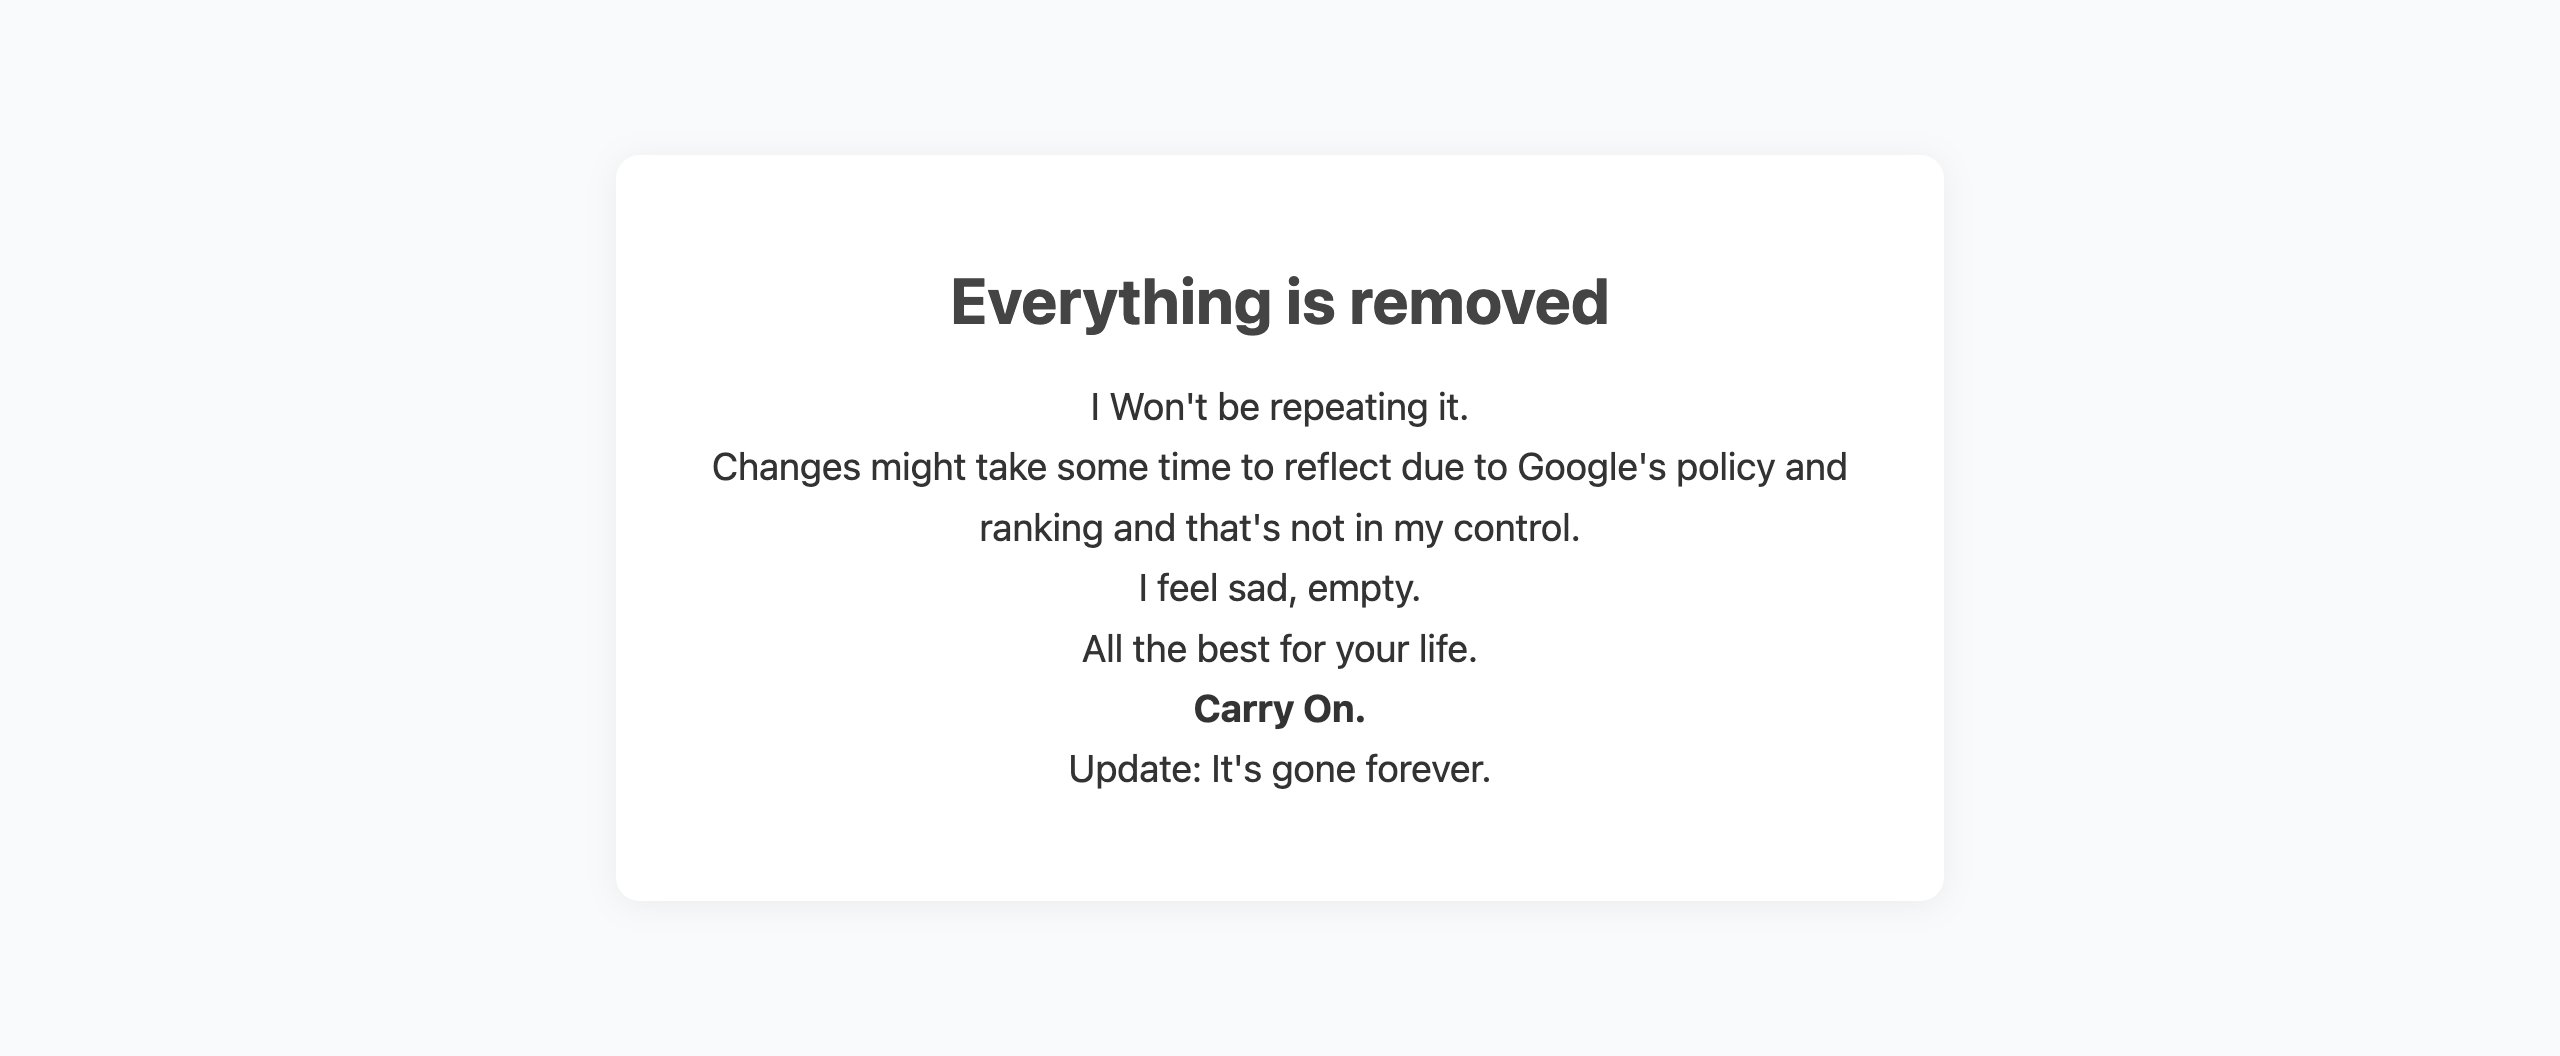 Everything is removed
I Won't be repeating it.
Changes might take some time to reflect due to Google's policy and
ranking and that's not in my control.
I feel sad, empty.
All the best for your life.
Carry On.
Update: It's gone forever.